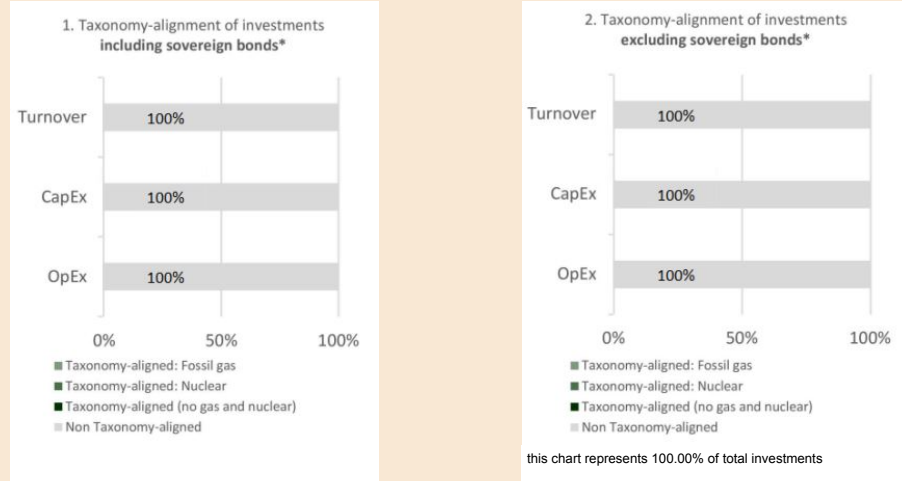 1. Taxonomy-alignment of investments
including sovereign bonds*
Turnover
100%
CapEx
100%
OpEx
100%
0%
50%
100%
Taxonomy-aligned: Fossil gas
Taxonomy-aligned: Nuclear
Taxonomy-aligned (no gas and nuclear)
Non Taxonomy-aligned
2. Taxonomy-alignment of investments
excluding sovereign bonds*
Turnover
100%
CapEx
100%
OpEx
100%
0%
50%
100%
Taxonomy-aligned: Fossil gas
Taxonomy-aligned: Nuclear
Taxonomy-aligned (no gas and nuclear)
Non Taxonomy-aligned
this chart represents 100.00% of total investments